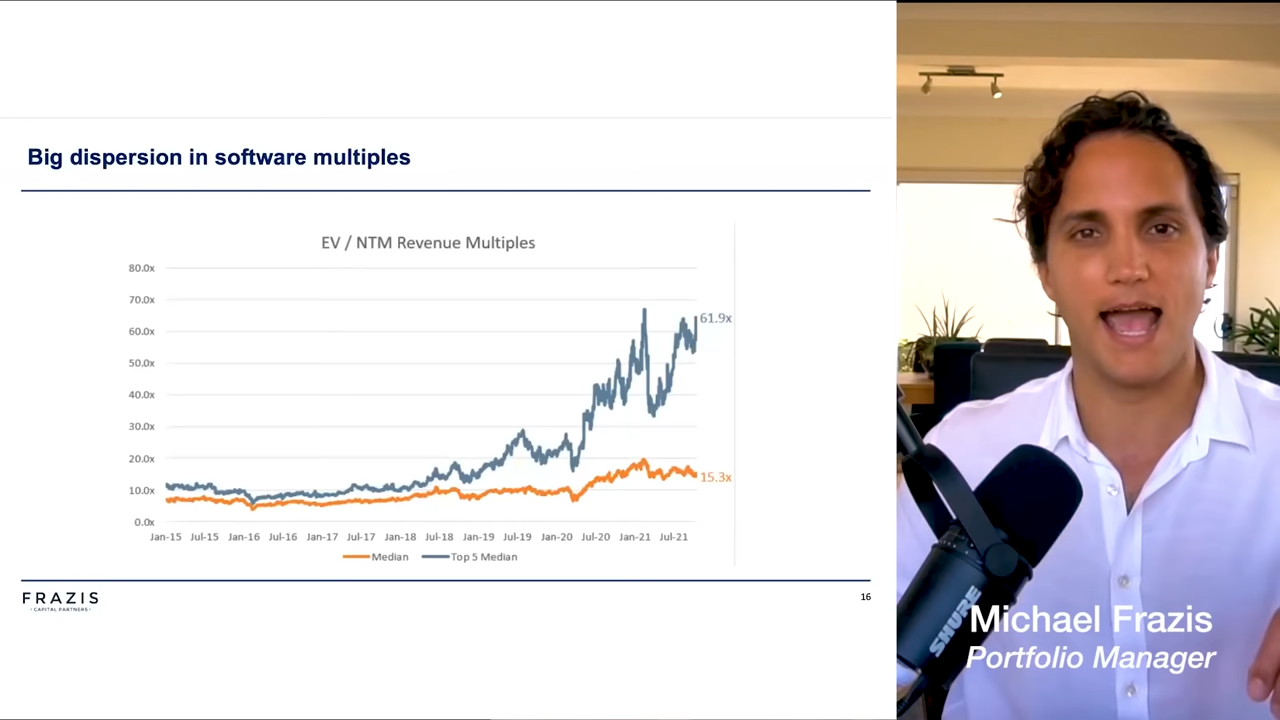 Big dispersion in software multiples
EV / NTM Revenue Multiples
80.0x
70.0x
60.0x
50.0x
40.0x
30.0x
20.0x
10.0x
0.0x
61.9x
15.3x
Jan-15 Jul-15 Jan-16 Jul-16 Jan-17 Jul-17 Jan-18 Jul-18 Jan-19 Jul-19 Jan-20 Jul-20 Jan-21 Jul-21
Median Top 5 Median
FRAZIS
· CAPITAL PARTNERS ·
16
SHURE
Michael Frazis
Portfolio Manager